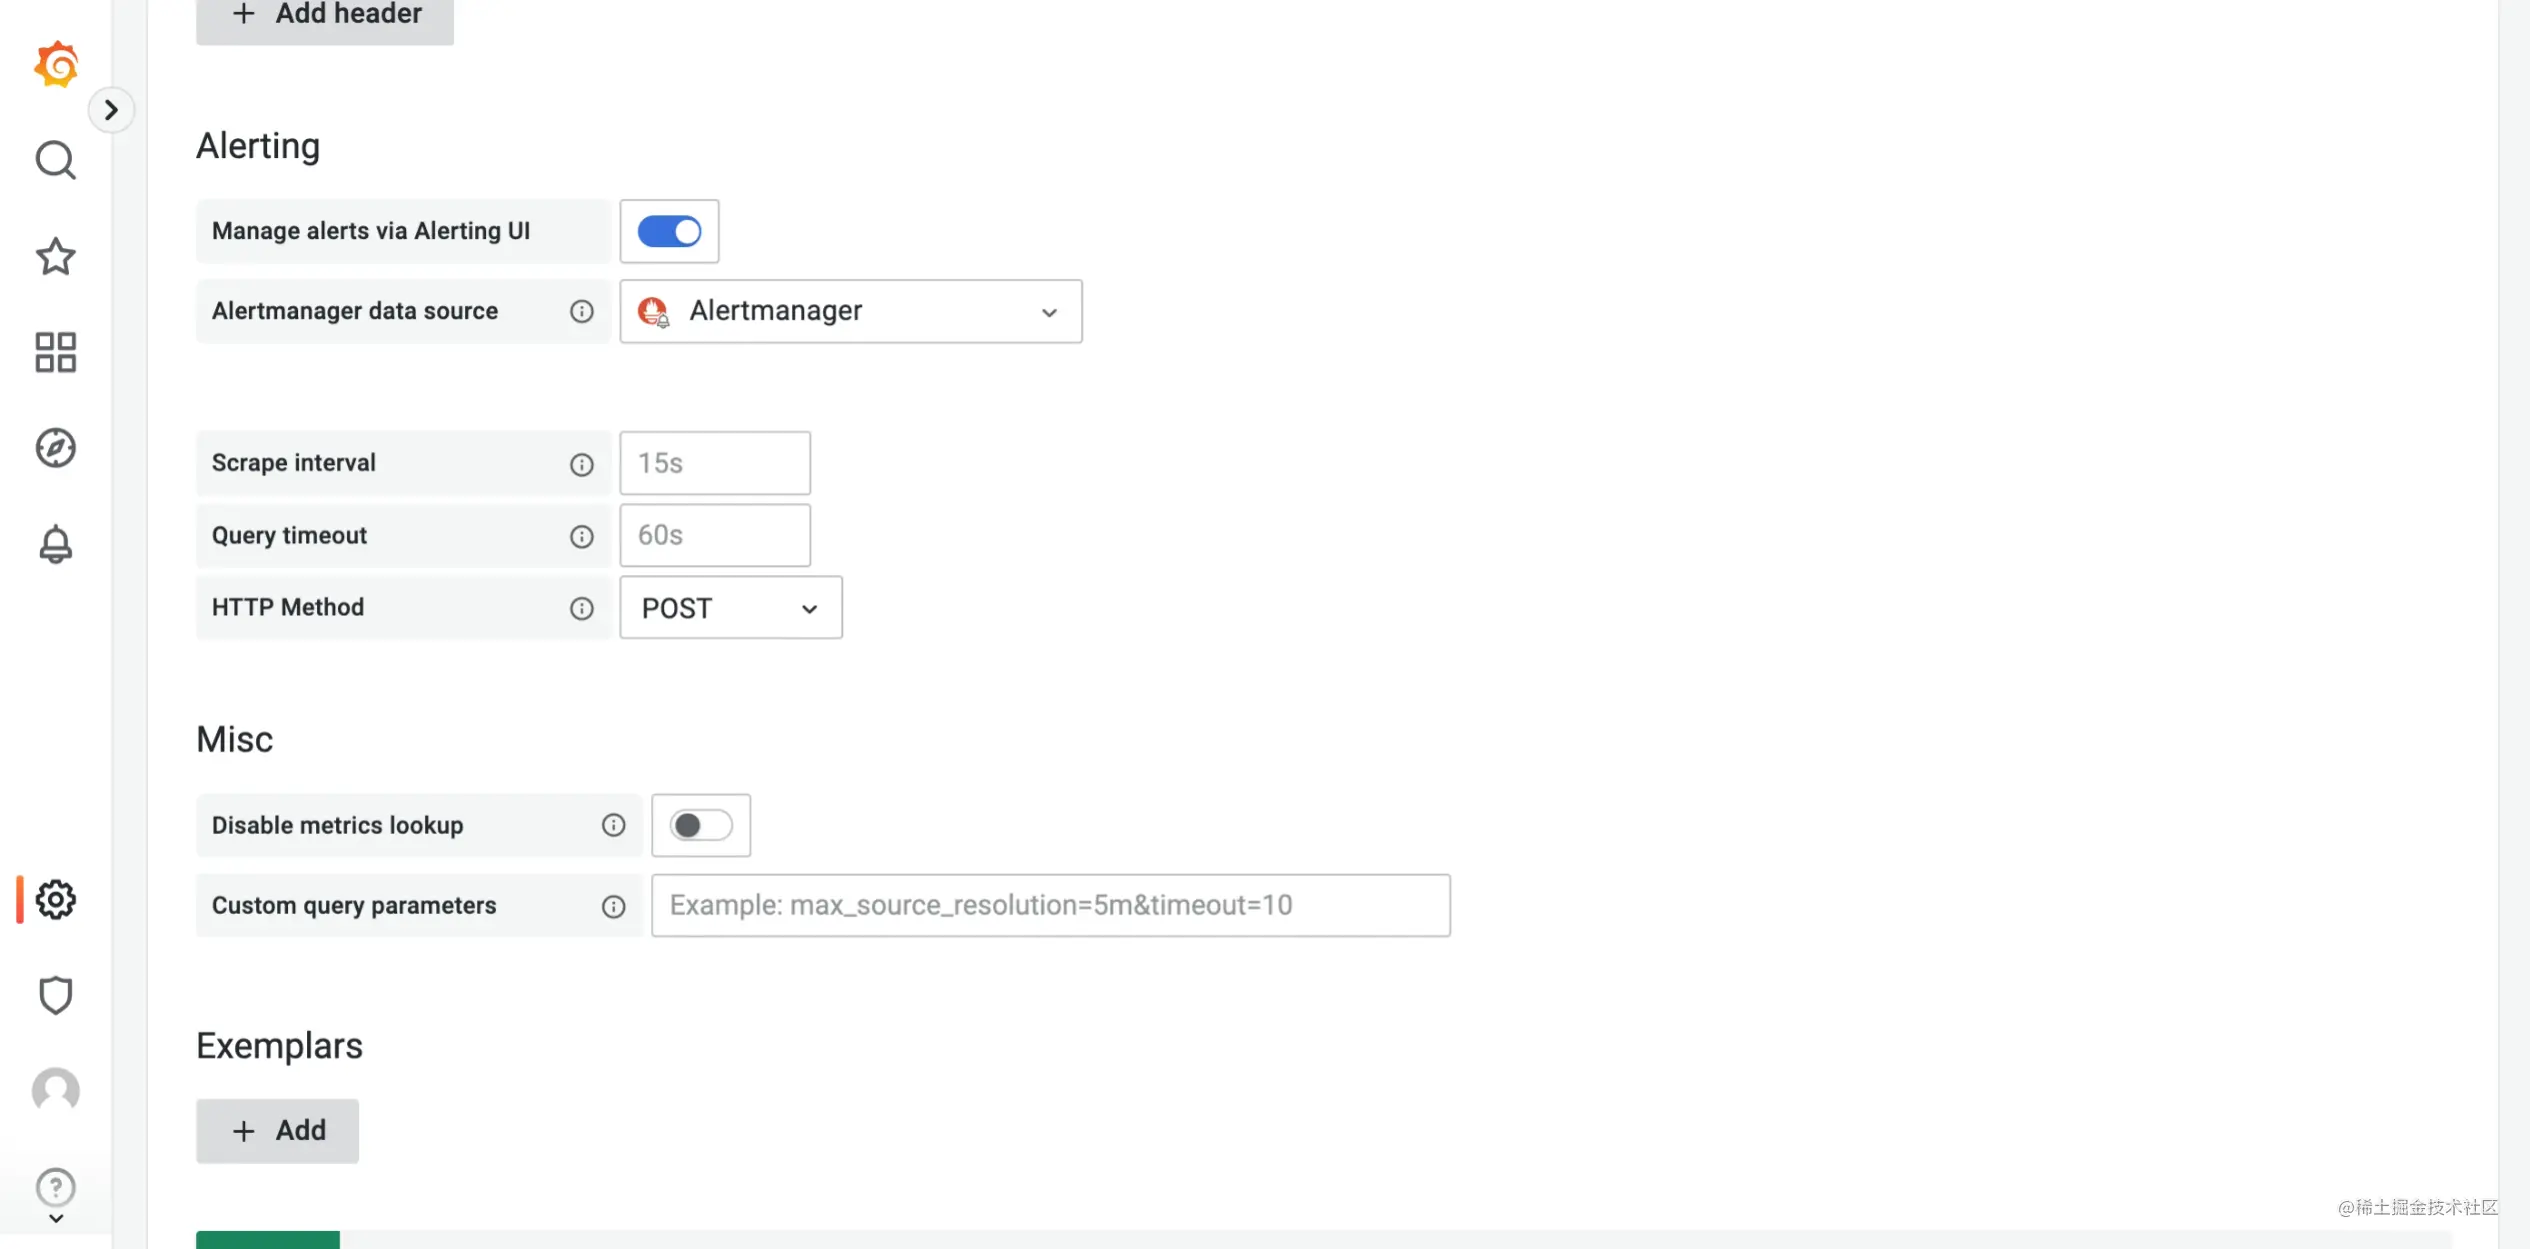 + Add header
Alerting
Manage alerts via Alerting UI
Alertmanager data source
Alertmanager
Scrape interval
15s
Query timeout
60s
HTTP Method
POST
Misc
Disable metrics lookup
Custom query parameters
Example: max_source_resolution=5m&timeout=10
Exemplars
+ Add
@稀土掘金技术社区